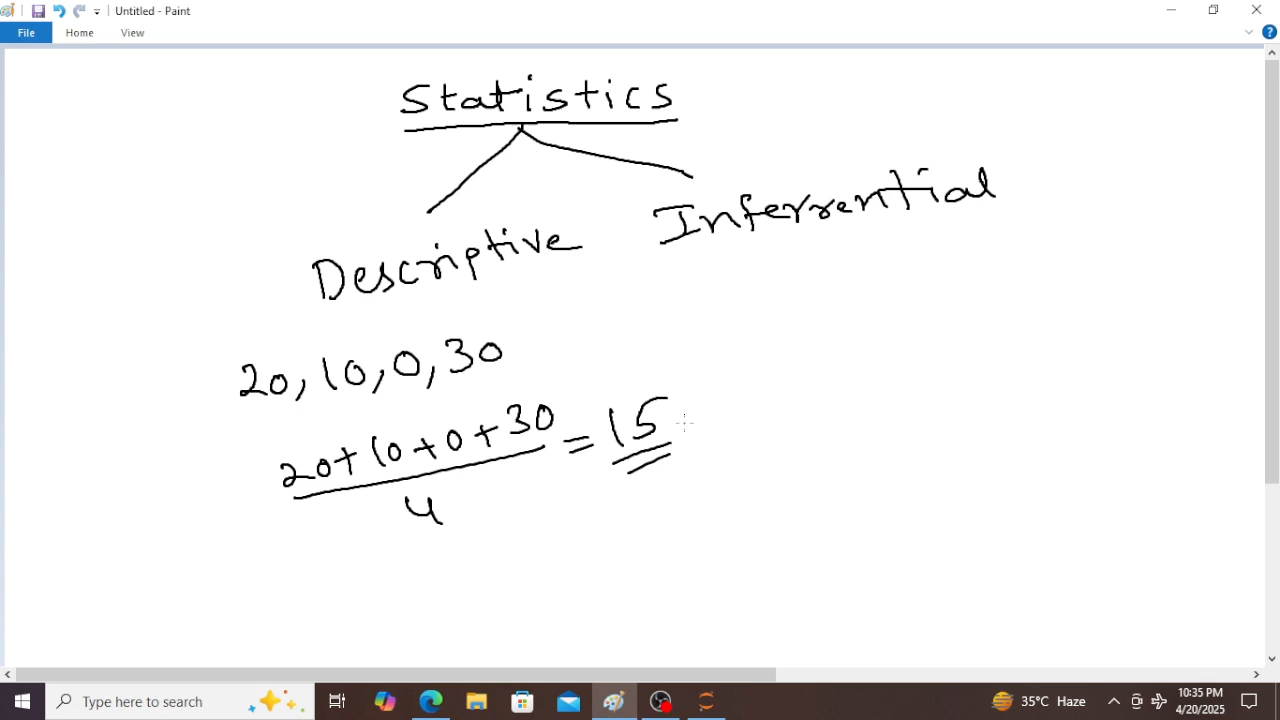 Untitled - Paint
File Home View
Statistics
Descriptive Inferrential
20, 10, 0, 30
20+10+0+30 = 15
4
Type here to search
35°C Haze
10:35 PM
4/20/2025